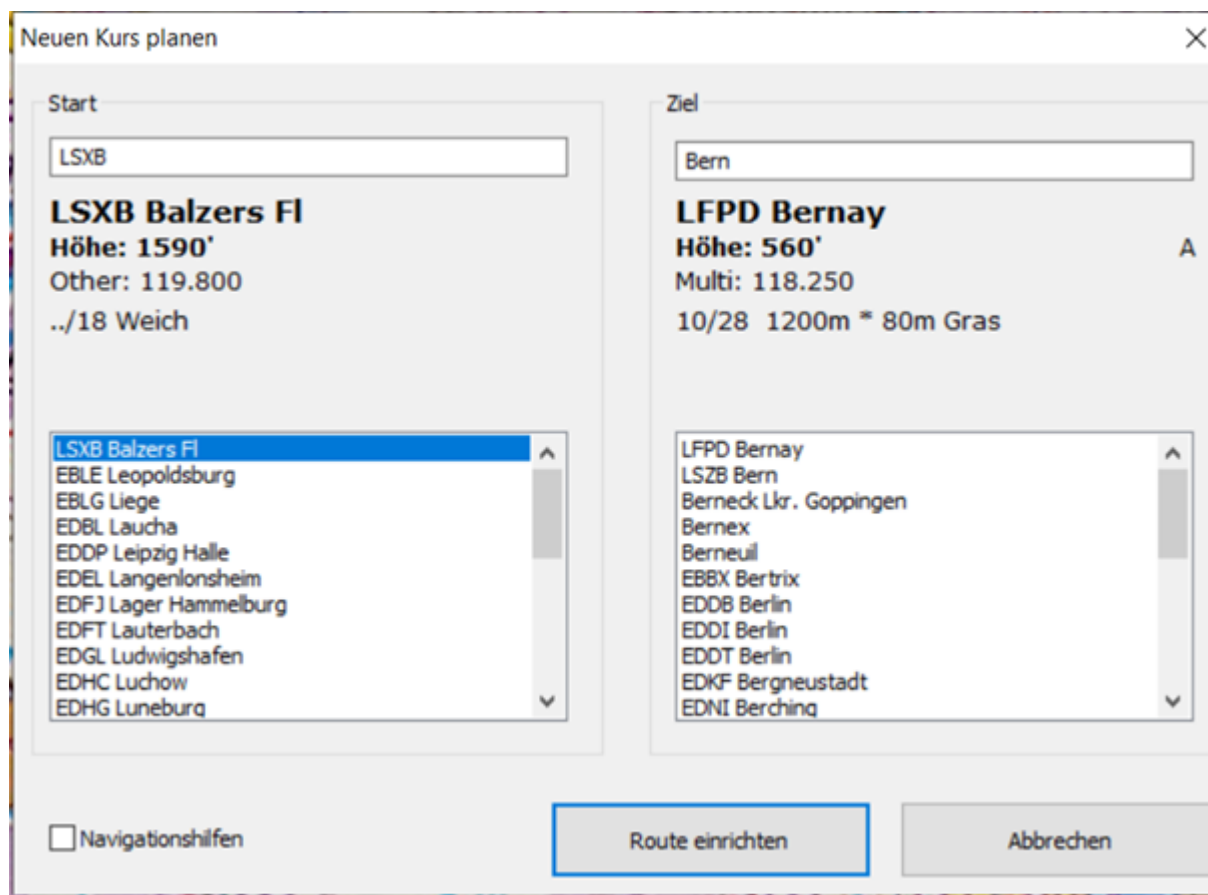 Neuen Kurs planen
Start
LSXB
LSXB Balzers Fl
Höhe: 1590'
Other: 119.800
../18 Weich
LSXB Balzers Fl
EBLE Leopoldsburg
EBLG Liege
EDBL Laucha
EDDP Leipzig Halle
EDEL Langenlonsheim
EDFJ Lager Hammelburg
EDFT Lauterbach
EDGL Ludwigshafen
EDHC Luchow
EDHG Luneburg
Ziel
Bern
LFPD Bernay
Höhe: 560' A
Multi: 118.250
10/28 1200m * 80m Gras
LFPD Bernay
LSZB Bern
Berneck Lkr. Goppingen
Bernex
Berneuil
EBBX Bertrix
EDDB Berlin
EDDI Berlin
EDDT Berlin
EDKF Bergneustadt
EDNI Berching
Navigationshilfen
Route einrichten
Abbrechen